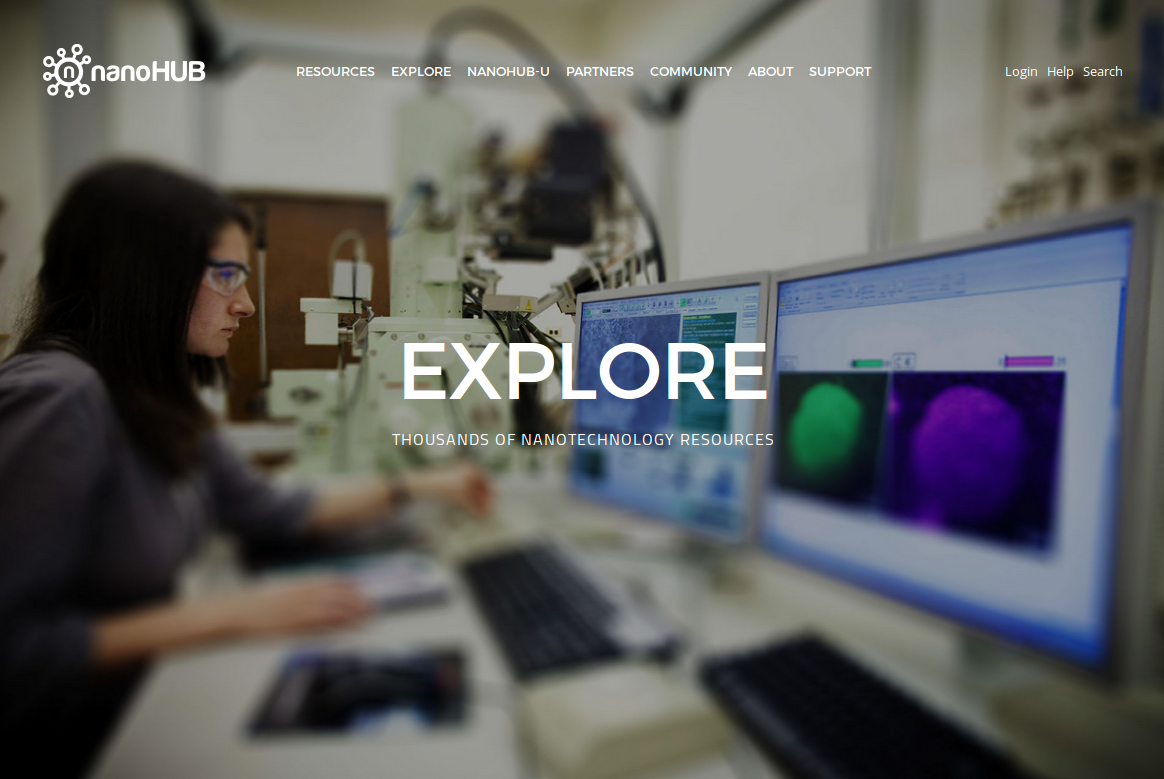 nanoHUB
RESOURCES EXPLORE NANOHUB-U PARTNERS COMMUNITY ABOUT SUPPORT
Login Help Search
EXPLORE
THOUSANDS OF NANOTECHNOLOGY RESOURCES